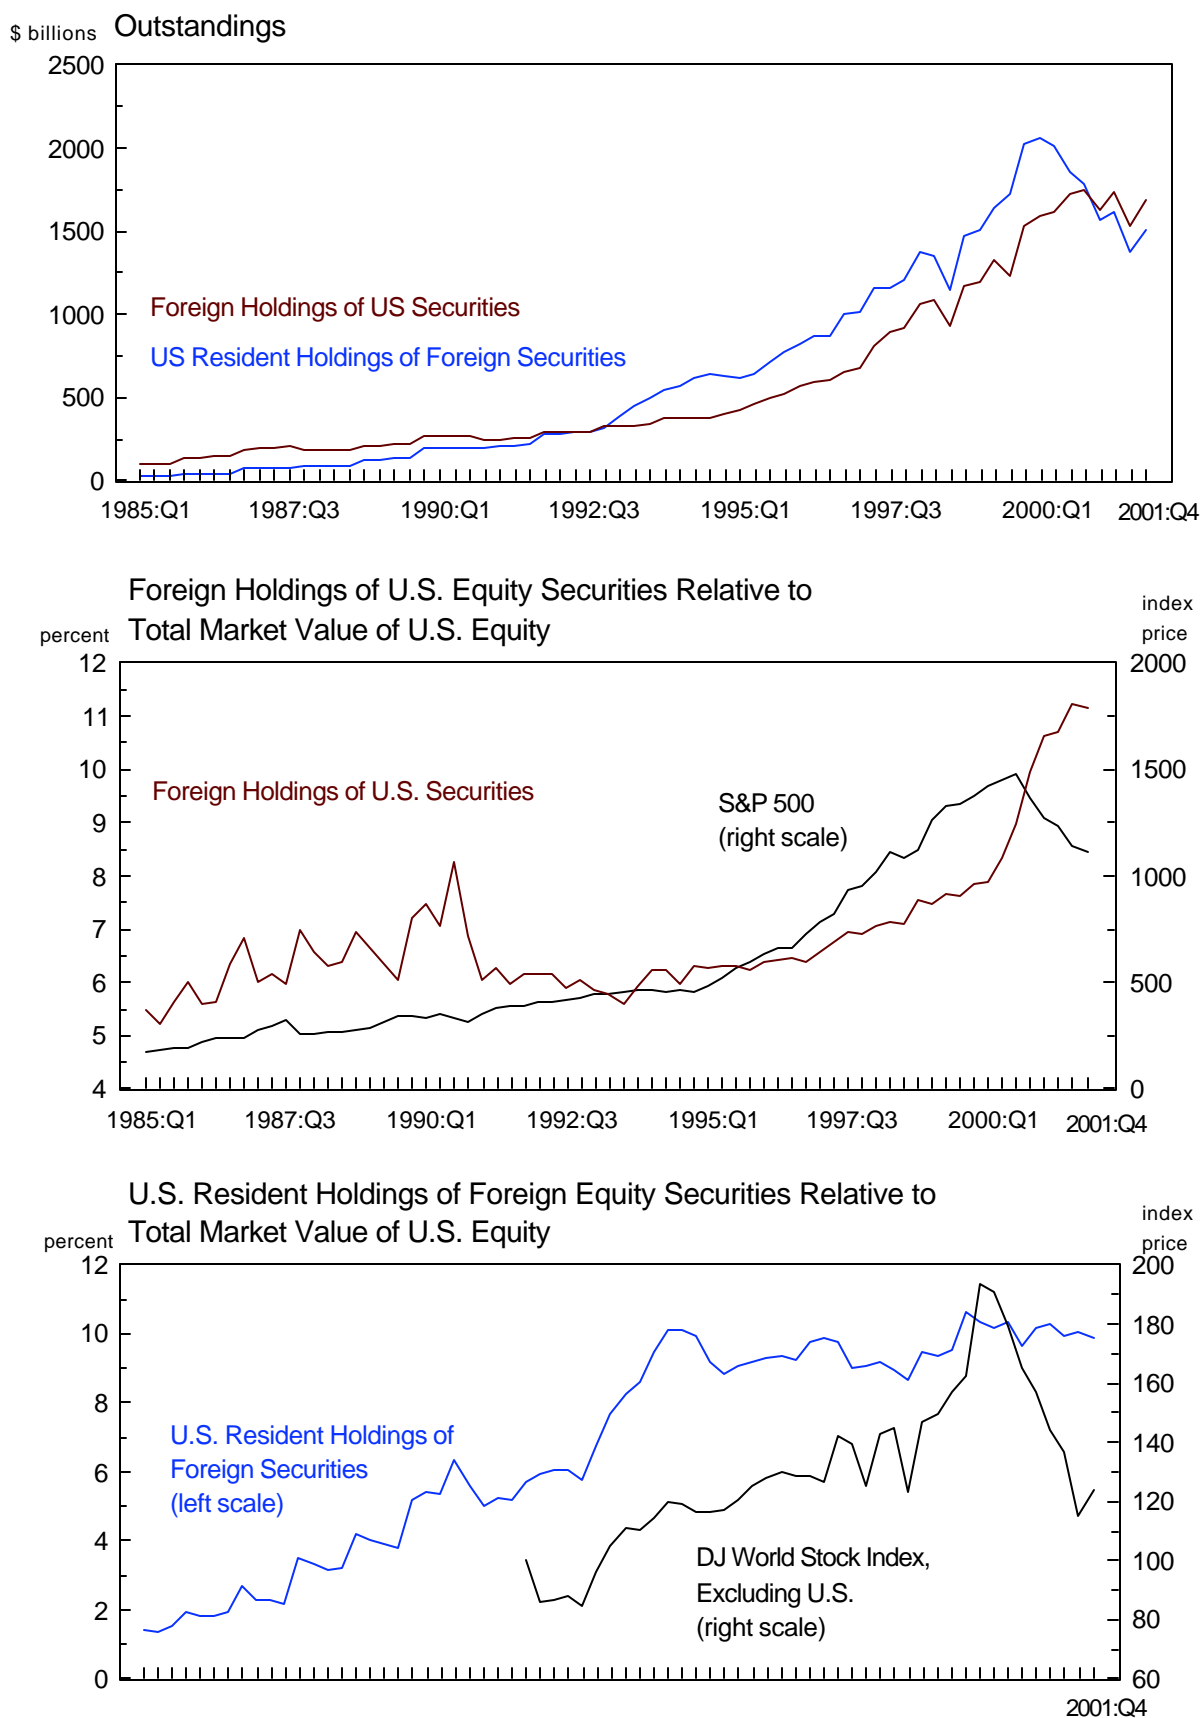 $ billions Outstandings
2500
2000
1500
1000
500
0
Foreign Holdings of US Securities
US Resident Holdings of Foreign Securities
1985:Q1 1987:Q3 1990:Q1 1992:Q3 1995:Q1 1997:Q3 2000:Q1 2001:Q4
Foreign Holdings of U.S. Equity Securities Relative to
Total Market Value of U.S. Equity
percent
index
price
12
11
10
9
8
7
6
5
4
2000
1500
1000
500
0
Foreign Holdings of U.S. Securities
S&P 500
(right scale)
1985:Q1 1987:Q3 1990:Q1 1992:Q3 1995:Q1 1997:Q3 2000:Q1 2001:Q4
U.S. Resident Holdings of Foreign Equity Securities Relative to
Total Market Value of U.S. Equity
percent
index
price
12
10
8
6
4
2
0
200
180
160
140
120
100
80
60
U.S. Resident Holdings of
Foreign Securities
(left scale)
DJ World Stock Index,
Excluding U.S.
(right scale)
2001:Q4